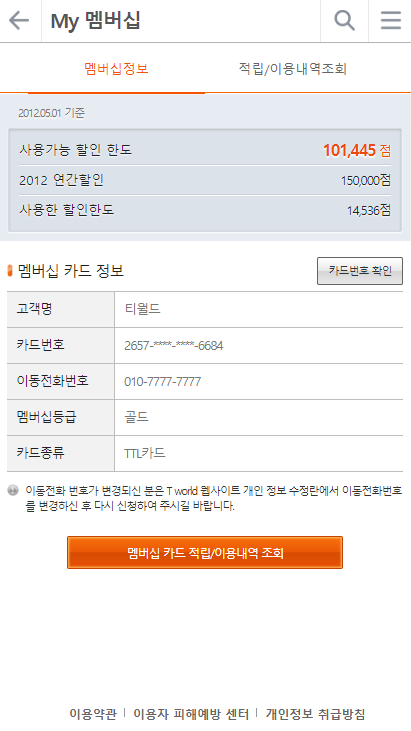 My 멤버십
멤버십정보 적립/이용내역조회
2012.05.01 기준
사용가능 할인 한도 101,445 점
2012 연간할인 150,000점
사용한 할인한도 14,536점
멤버십 카드 정보 카드번호 확인
고객명 티월드
카드번호 2657-****-****-6684
이동전화번호 010-7777-7777
멤버십등급 골드
카드종류 TTL카드
이동전화 번호가 변경되신 분은 T world 웹사이트 개인 정보 수정란에서 이동전화번호
를 변경하신 후 다시 신청하여 주시길 바랍니다.
멤버십 카드 적립/이용내역 조회
이용약관 | 이용자 피해예방 센터 | 개인정보 취급방침